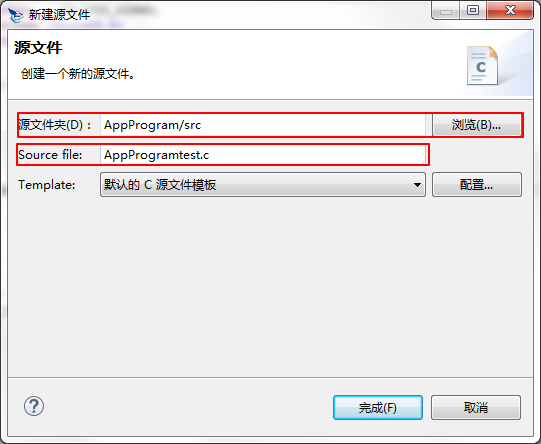 新建源文件
源文件
创建一个新的源文件。
C
源文件夹(D)： AppProgram/src 浏览(B)...
Source file: AppProgramtest.c
Template: 默认的 C 源文件模板 配置...
? 完成(F) 取消